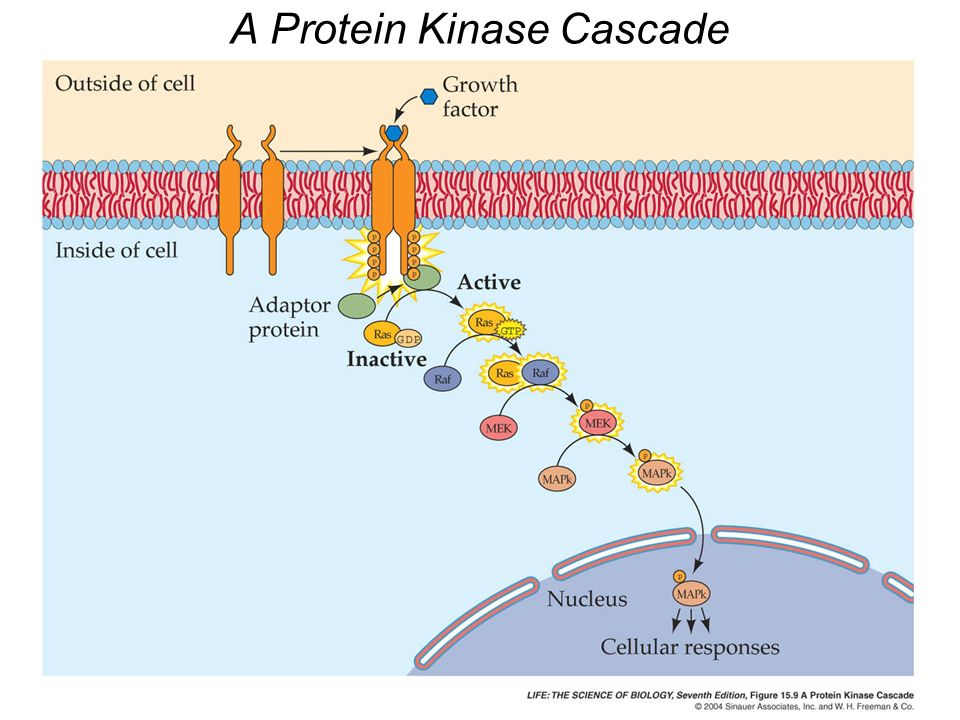 A Protein Kinase Cascade
Outside of cell
Growth
factor
Inside of cell
P P
P P
P P
P P
Active
Adaptor
protein
Ras
GDP
Inactive
Ras
GTP
Raf
Ras
Raf
MEK
P
MEK
MAPk
P
MAPk
P
MAPk
Nucleus
Cellular responses
LIFE: THE SCIENCE OF BIOLOGY, Seventh Edition, Figure 15.9 A Protein Kinase Cascade
© 2004 Sinauer Associates, Inc. and W. H. Freeman & Co.